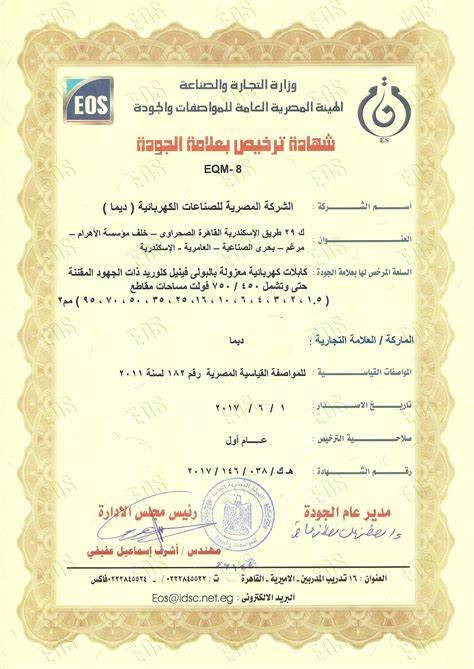 وزارة التجارة والصناعة
الهيئة المصرية العامة للمواصفات والجودة
EOS
ES
شهادة ترخيص بعلامة الجودة
EQM- 8
أسم الشركة : الشركة المصرية للصناعات الكهربائية ( ديما )
العنوان : ك ٢٩ طريق الإسكندرية القاهرة الصحراوى – خلف مؤسسة الأهرام –
مرغم – بحرى الصناعية – العامرية - الإسكندرية
السلعة المرخص لها بعلامة الجودة : كابلات كهربائية معزولة بالبولى فينيل كلوريد ذات الجهود المقننة
حتى وتشمل ٤٥٠ / ٧٥٠ فولت مساحات مقاطع
( ١,٥ ، ٢ ، ٣ ، ٤ ، ٦ ، ١٠ ، ١٦ ، ٢٥ ، ٣٥ ، ٥٠ ، ٧٠ ، ٩٥ ) مم٢
الماركة / العلامة التجارية : ديما
المواصفات القياسية : للمواصفة القياسية المصرية رقم ١٨٢ لسنة ٢٠١١
تاريخ الاصدار : ١ / ٦ / ٢٠١٧
صلاحية الترخيص : عام أول
رقم الشهادة : هـ ك / ٠٣٨ / ١٤٦ / ٢٠١٧
مدير عام الجودة
رئيس مجلس الادارة
مهندس / أشرف إسماعيل عفيفي
العنوان : ١٦ تدريب المدربين - الاميرية - القاهرة ت : ٠٢٢٨٤٥٥٢٢ / ٠٢٢٨٤٥٥٢٤ فاكس
البريد الالكترونى : Eos@idsc.net.eg